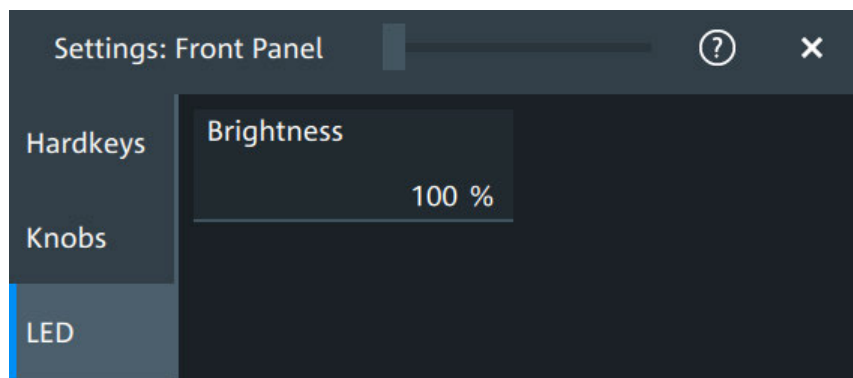 Settings: Front Panel
?
×
Hardkeys
Knobs
LED
Brightness
100 %